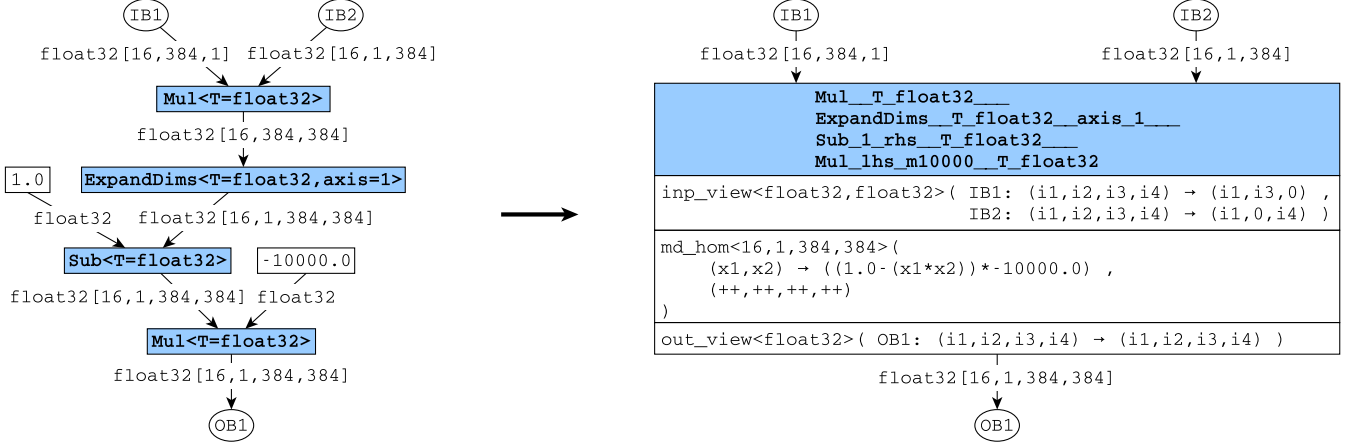 IB1 IB2
float32[16,384,1] float32[16,1,384]
Mul<T=float32>
float32[16,384,384]
1.0 ExpandDims<T=float32,axis=1>
float32 float32[16,1,384,384]
Sub<T=float32> -10000.0
float32[16,1,384,384] float32
Mul<T=float32>
float32[16,1,384,384]
OB1
IB1 IB2
float32[16,384,1] float32[16,1,384]
Mul__T_float32___
ExpandDims__T_float32__axis_1___
Sub_1_rhs__T_float32___
Mul_lhs_m10000__T_float32
inp_view<float32,float32>( IB1: (i1,i2,i3,i4) → (i1,i3,0) ,
IB2: (i1,i2,i3,i4) → (i1,0,i4) )
md_hom<16,1,384,384>(
(x1,x2) → ((1.0-(x1*x2))*-10000.0) ,
(++,++,++,++)
)
out_view<float32>( OB1: (i1,i2,i3,i4) → (i1,i2,i3,i4) )
float32[16,1,384,384]
OB1